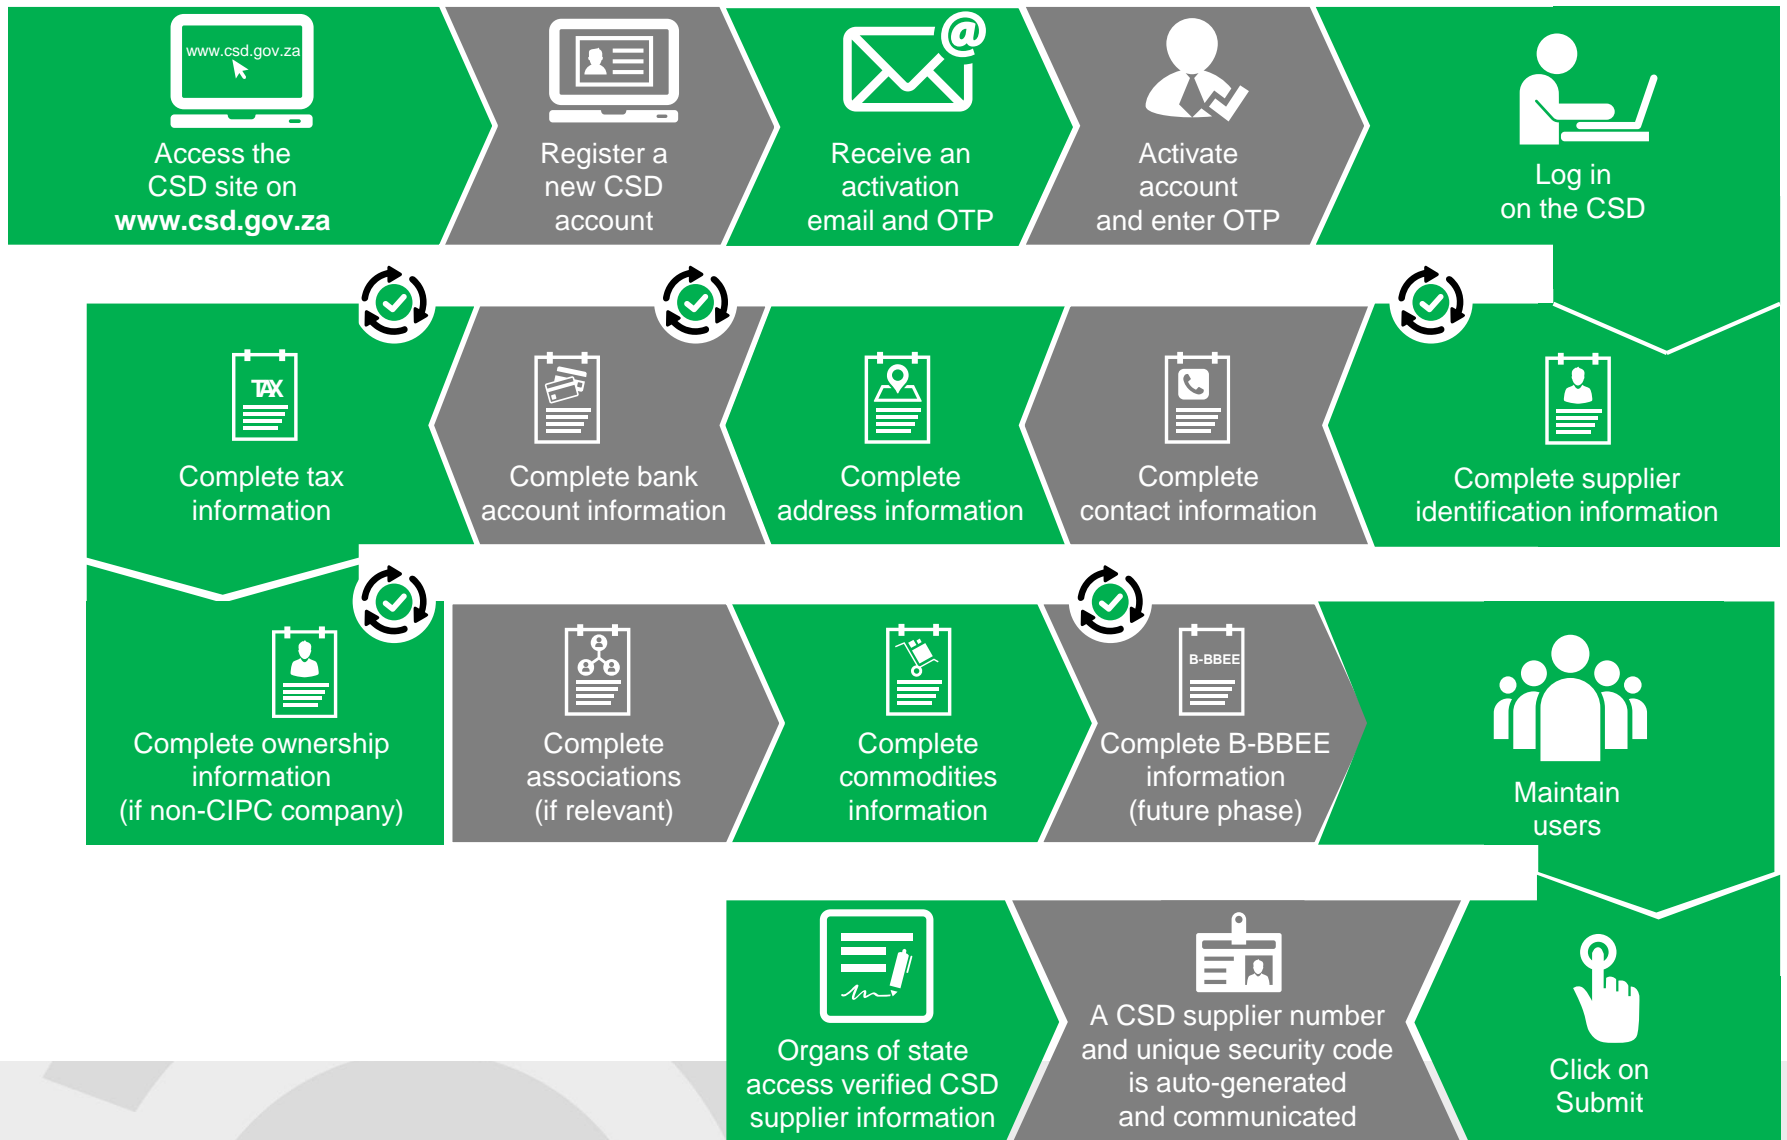 www.csd.gov.za
Access the
CSD site on
www.csd.gov.za
Register a
new CSD
account
Receive an
activation
email and OTP
Activate
account
and enter OTP
Log in
on the CSD
TAX
Complete tax
information
Complete bank
account information
Complete
address information
Complete
contact information
Complete supplier
identification information
Complete ownership
information
(if non-CIPC company)
Complete
associations
(if relevant)
Complete
commodities
information
B-BBEE
Complete B-BBEE
information
(future phase)
Maintain
users
Organs of state
access verified CSD
supplier information
A CSD supplier number
and unique security code
is auto-generated
and communicated
Click on
Submit